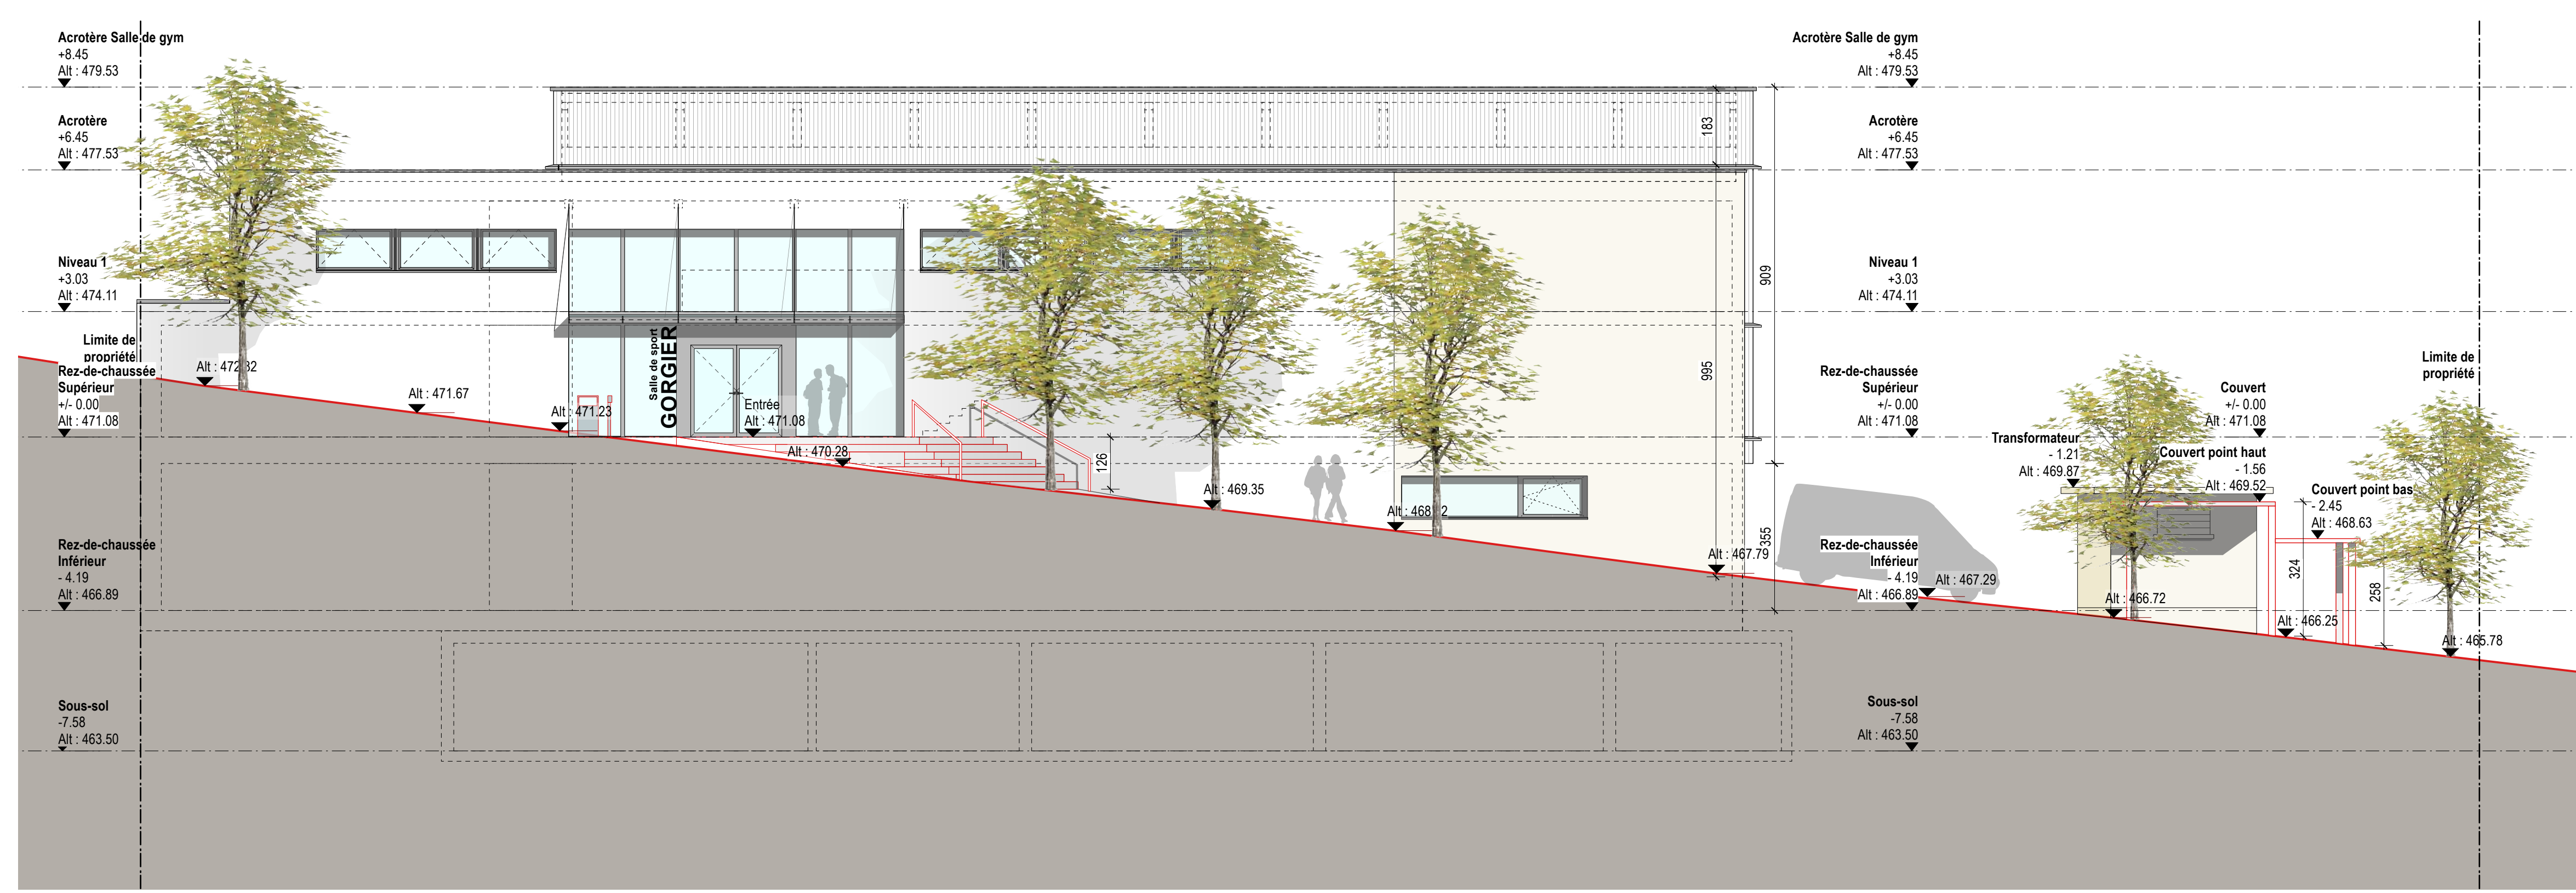 Acrotère Salle de gym
+8.45
Alt : 479.53
Acrotère
+6.45
Alt : 477.53
Niveau 1
+3.03
Alt : 474.11
Limite de
propriété
Rez-de-chaussée
Supérieur
+/- 0.00
Alt : 471.08
Rez-de-chaussée
Inférieur
- 4.19
Alt : 466.89
Sous-sol
-7.58
Alt : 463.50
Alt : 471.67
Alt : 471.23
Salle de sport
GORGIER
Entrée
Alt : 471.08
Alt : 470.28
126
Alt : 469.35
183
995
909
355
Alt : 467.79
Acrotère Salle de gym
+8.45
Alt : 479.53
Acrotère
+6.45
Alt : 477.53
Niveau 1
+3.03
Alt : 474.11
Rez-de-chaussée
Supérieur
+/- 0.00
Alt : 471.08
Rez-de-chaussée
Inférieur
- 4.19
Alt : 466.89
Sous-sol
-7.58
Alt : 463.50
Alt : 467.29
Transformateur
- 1.21
Alt : 469.87
Couvert
+/- 0.00
Alt : 471.08
Couvert point haut
- 1.56
Alt : 469.52
Couvert point bas
- 2.45
Alt : 468.63
Limite de
propriété
324
258
Alt : 466.72
Alt : 466.25
Alt : 465.78